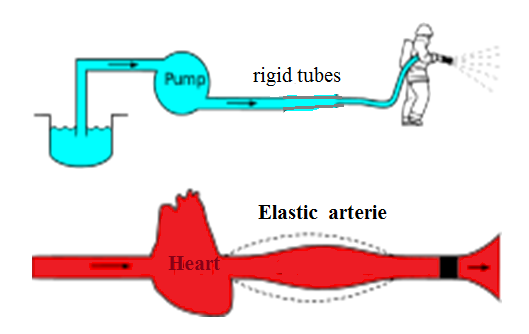 Pump
rigid tubes
Elastic arterie
Heart